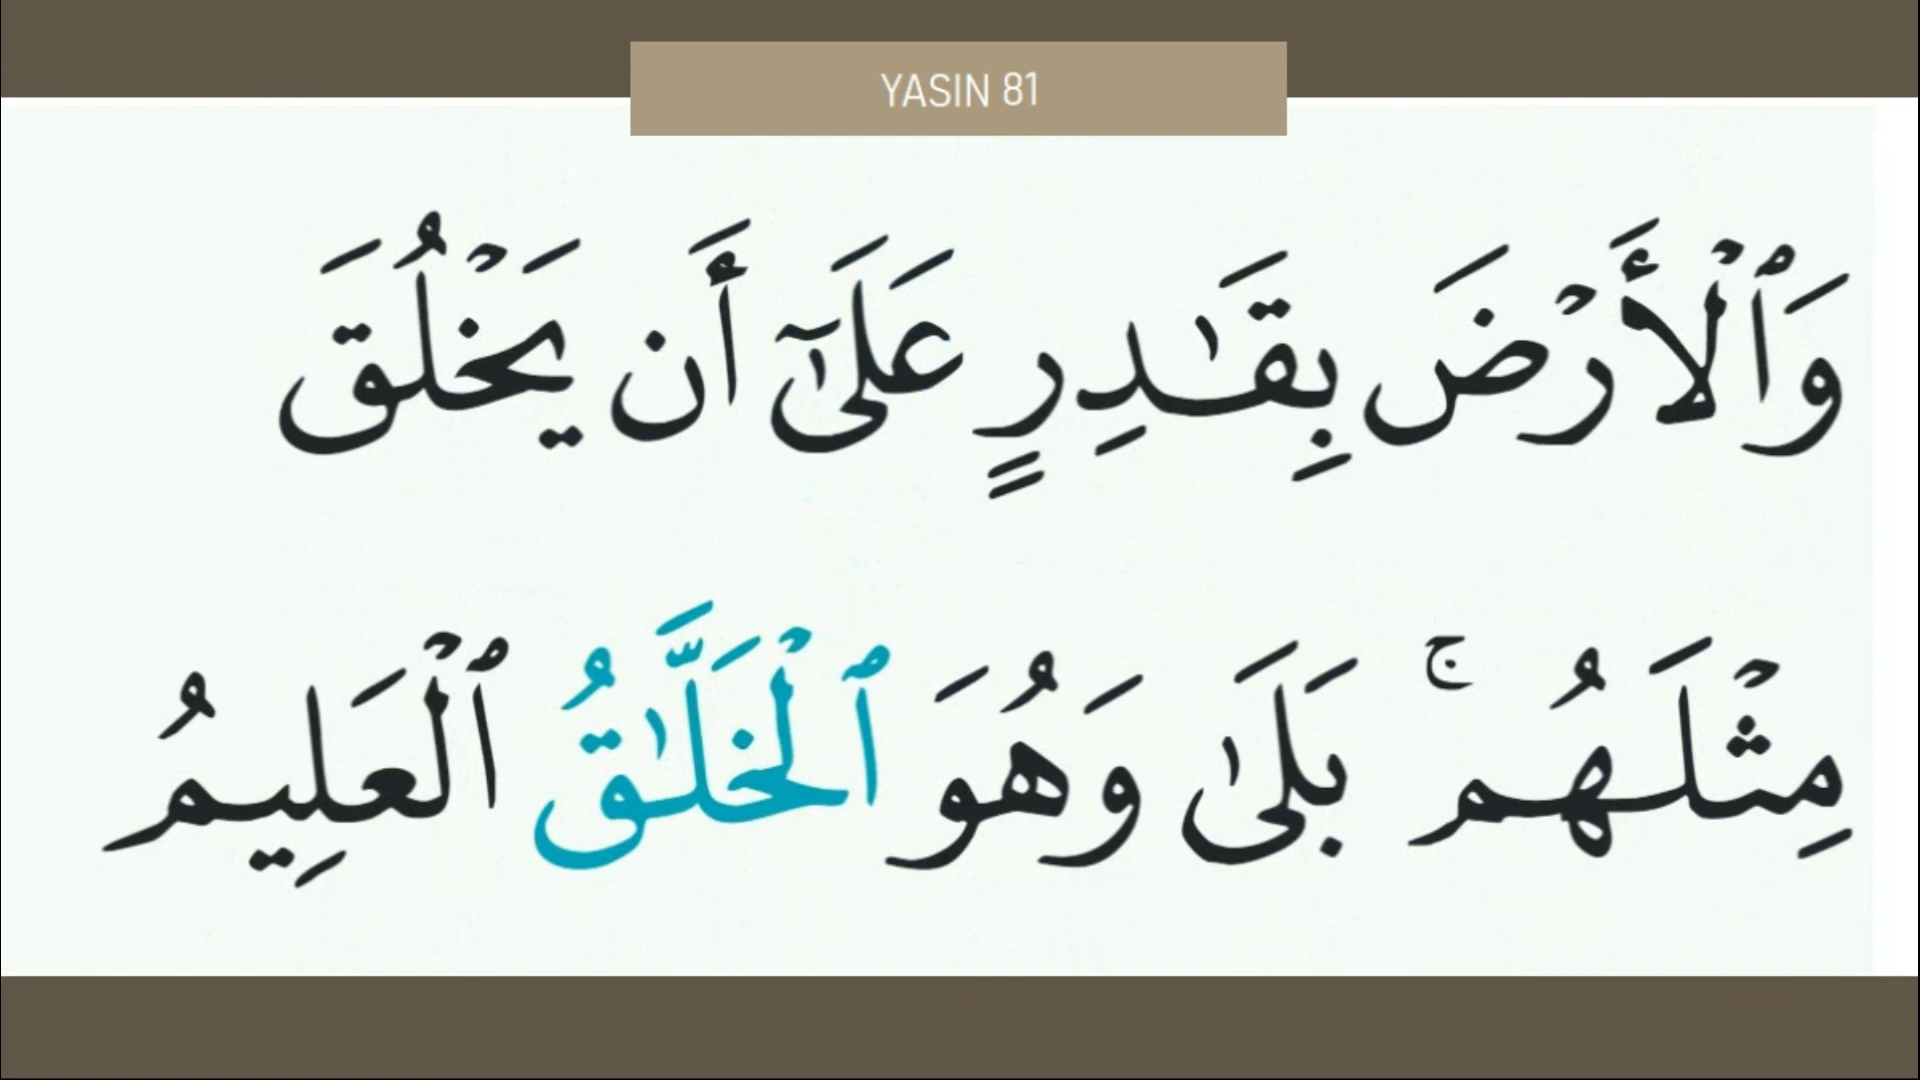 YASIN 81
وَٱلْأَرْضَ بِقَـٰدِرٍ عَلَىٰٓ أَن يَخْلُقَ
مِثْلَهُم ۚ بَلَىٰ وَهُوَ ٱلْخَلَّـٰقُ ٱلْعَلِيمُ